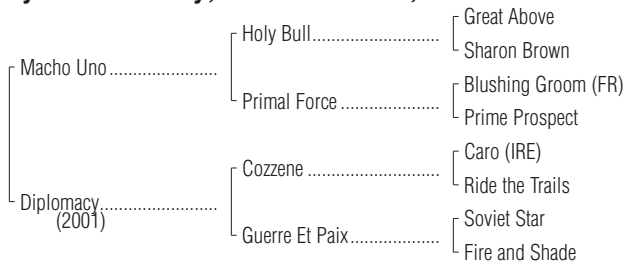 Great Above
Holy Bull
Sharon Brown
Macho Uno
Blushing Groom (FR)
Primal Force
Prime Prospect
Caro (IRE)
Cozzene
Ride the Trails
Diplomacy
(2001)
Soviet Star
Guerre Et Paix
Fire and Shade